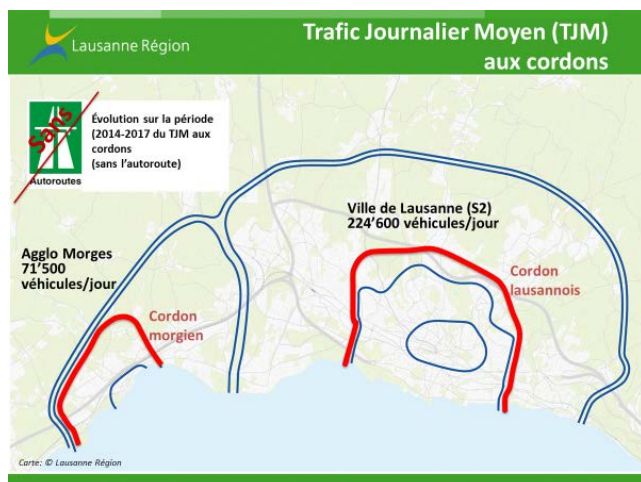 Lausanne Région
Trafic Journalier Moyen (TJM)
aux cordons
Sans
Autoroutes
Évolution sur la période
(2014-2017 du TJM aux
cordons
(sans l'autoroute)
Ville de Lausanne (S2)
224'600 véhicules/jour
Agglo Morges
71'500
véhicules/jour
Cordon
lausannois
Cordon
morgien
Carte: © Lausanne Région